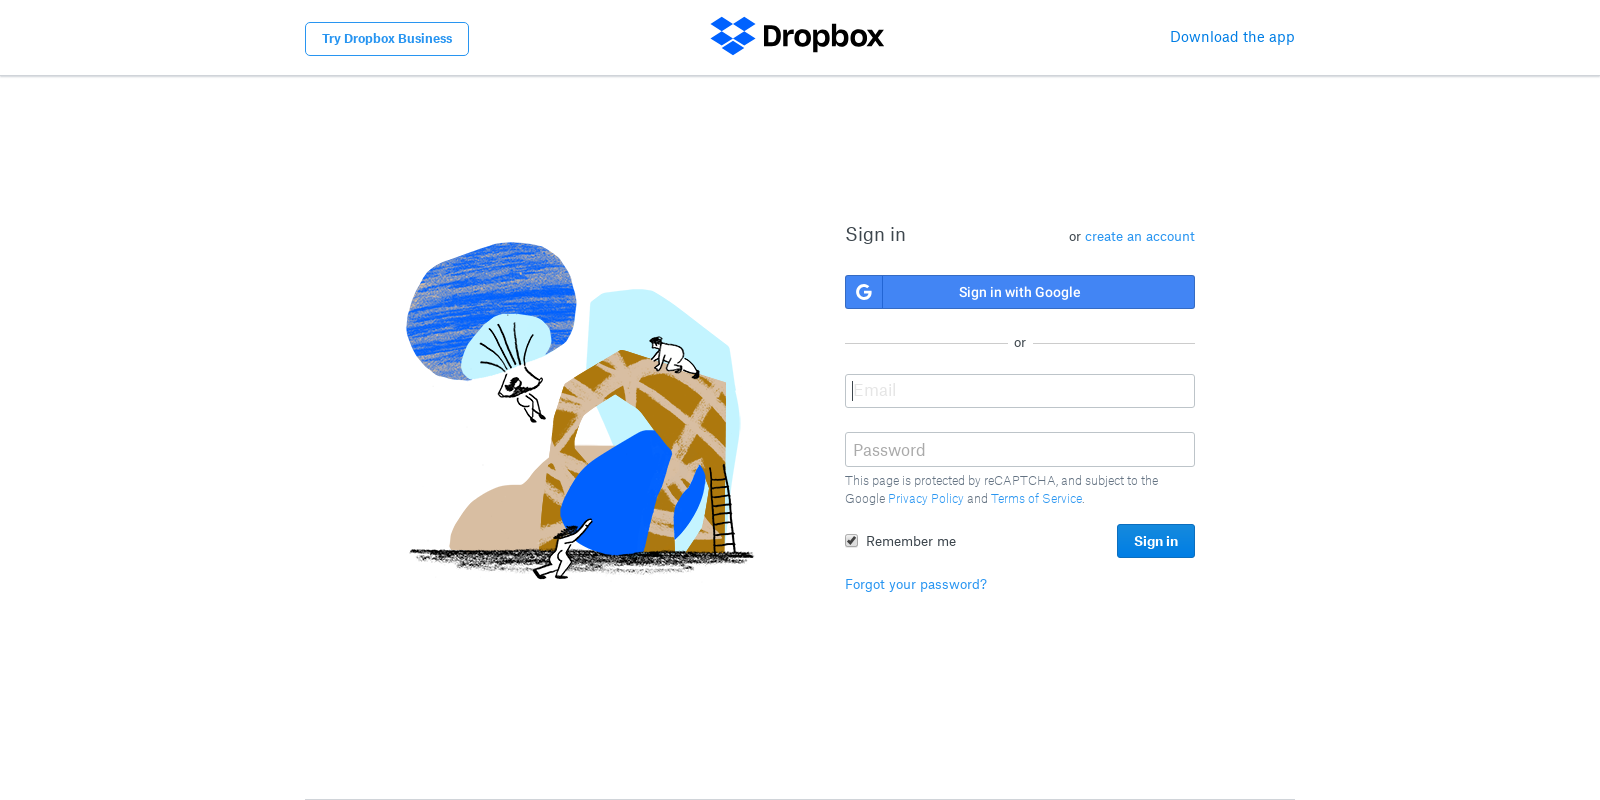 Try Dropbox Business
Dropbox
Download the app
Sign in
or create an account
G
Sign in with Google
or
Email
Password
This page is protected by reCAPTCHA, and subject to the
Google Privacy Policy and Terms of Service.
Remember me
Sign in
Forgot your password?